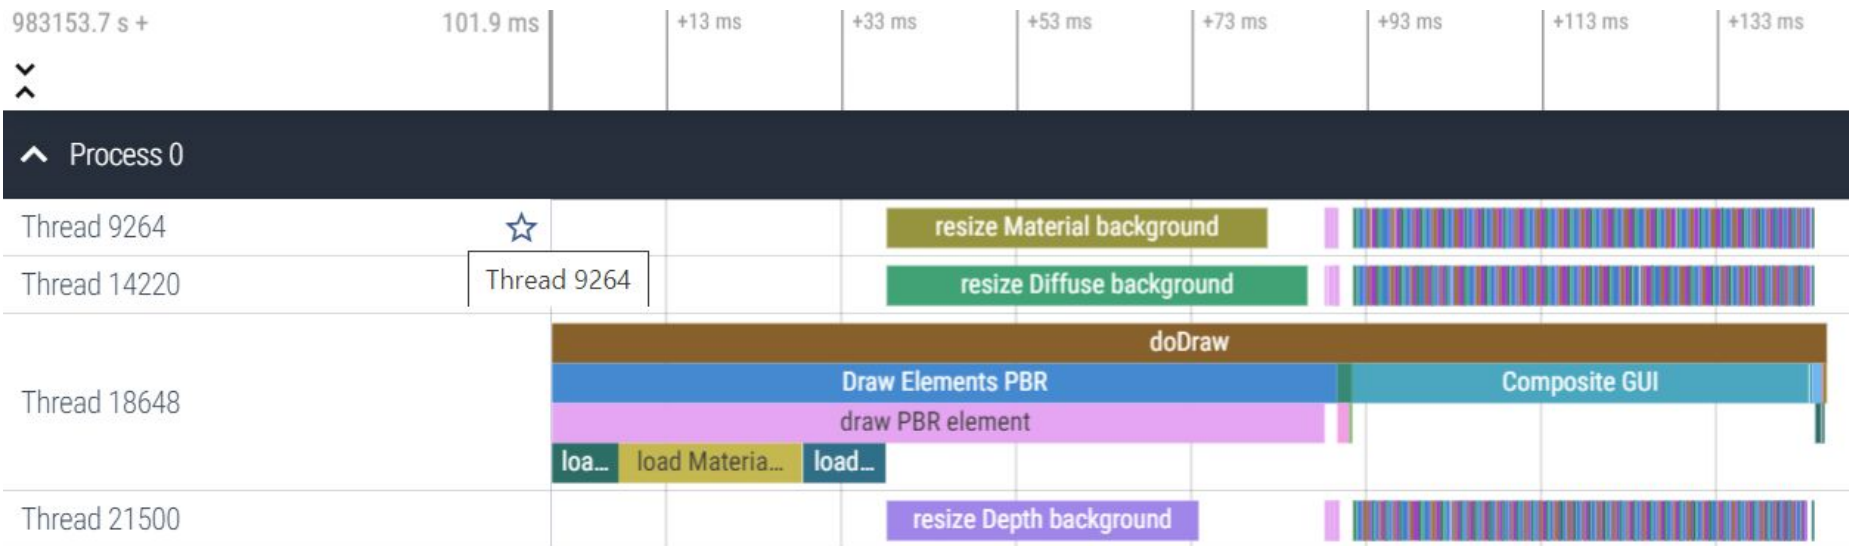 983153.7 s + 101.9 ms +13 ms +33 ms +53 ms +73 ms +93 ms +113 ms +133 ms
Process 0
Thread 9264 resize Material background
Thread 9264
Thread 14220 resize Diffuse background
doDraw
Draw Elements PBR Composite GUI
Thread 18648
draw PBR element
loa... load Materia... load...
Thread 21500 resize Depth background